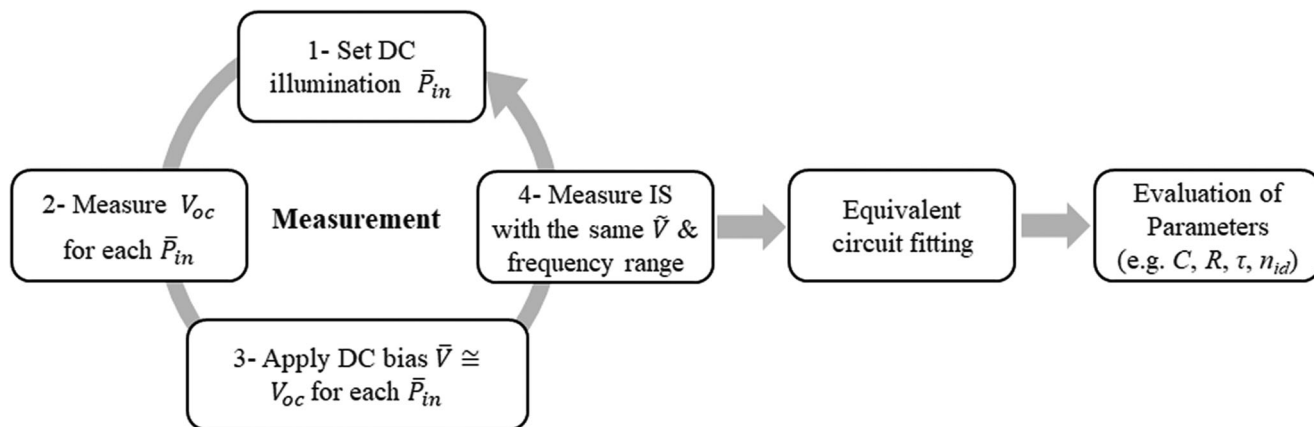 1- Set DC
illumination P̄ᵢₙ
2- Measure Vₒc
for each P̄ᵢₙ
Measurement
3- Apply DC bias V̄ ≅
Vₒc for each P̄ᵢₙ
4- Measure IS
with the same Ṽ &
frequency range
Equivalent
circuit fitting
Evaluation of
Parameters
(e.g. C, R, τ, nᵢd)